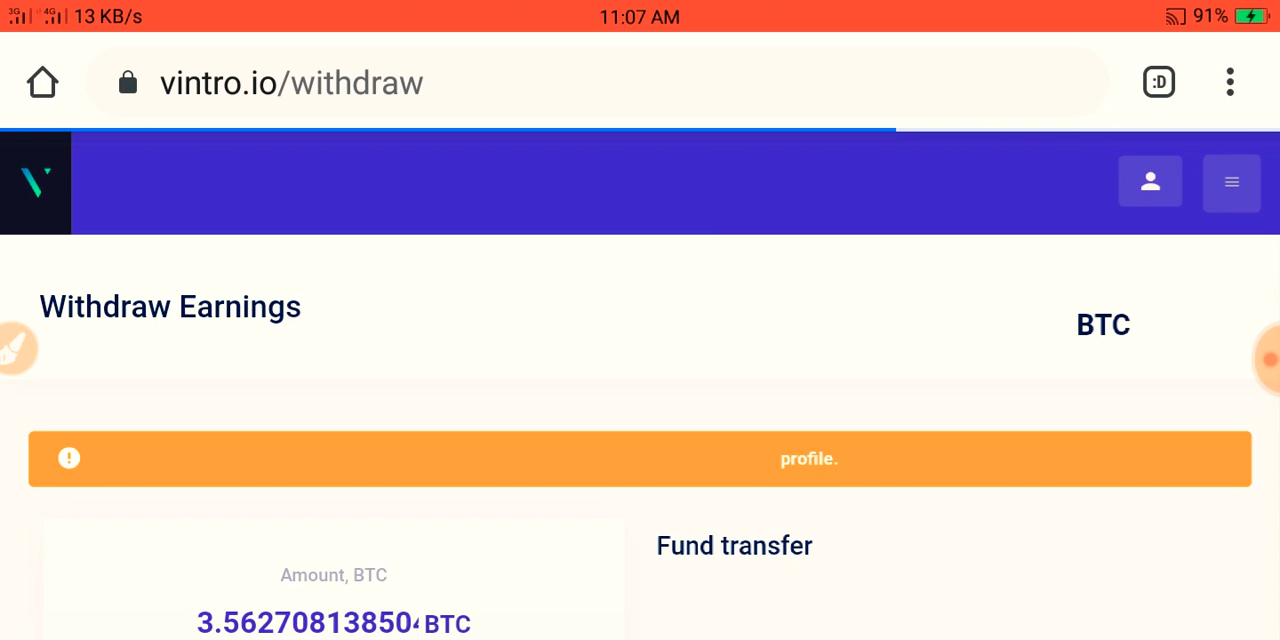 3G 4G 13 KB/s 11:07 AM 91%
vintro.io/withdraw :D
Withdraw Earnings
BTC
profile.
Fund transfer
Amount, BTC
3.56270813850 BTC